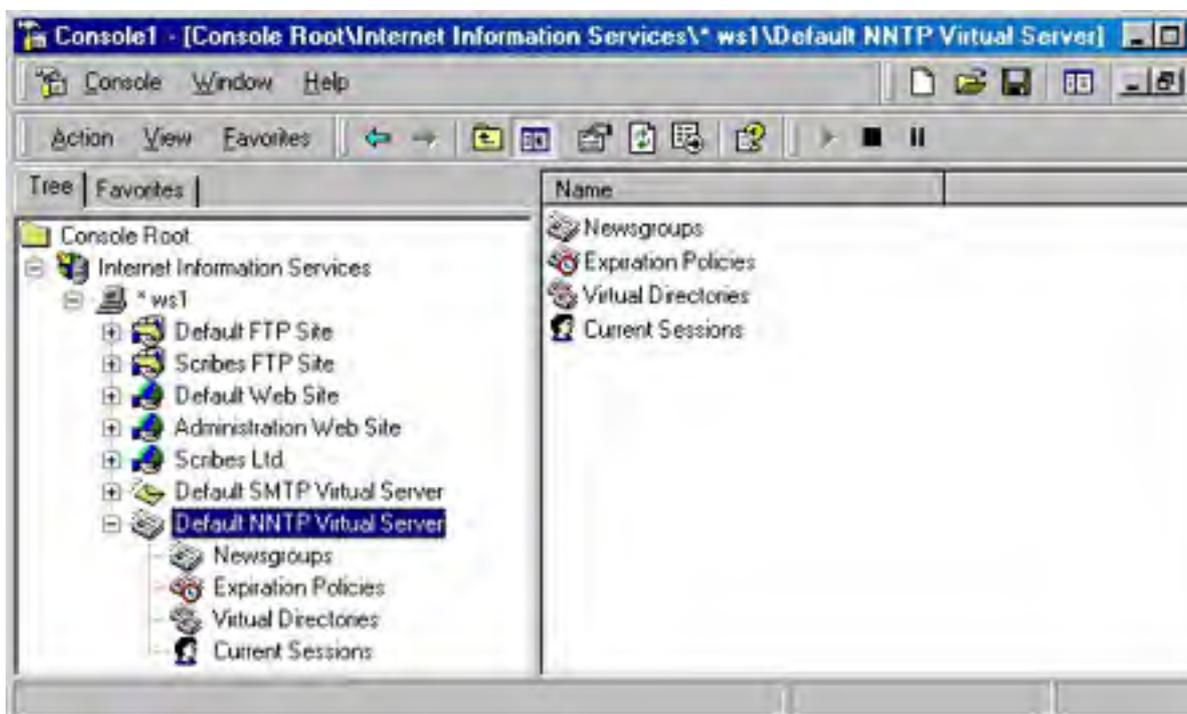 Console1 - [Console Root\Internet Information Services\* ws1\Default NNTP Virtual Server]
Console Window Help
Action View Favorites
Tree Favorites
Name
Console Root
Internet Information Services
* ws1
Default FTP Site
Scribes FTP Site
Default Web Site
Administration Web Site
Scribes Ltd
Default SMTP Virtual Server
Default NNTP Virtual Server
Newsgroups
Expiration Policies
Virtual Directories
Current Sessions
Newsgroups
Expiration Policies
Virtual Directories
Current Sessions